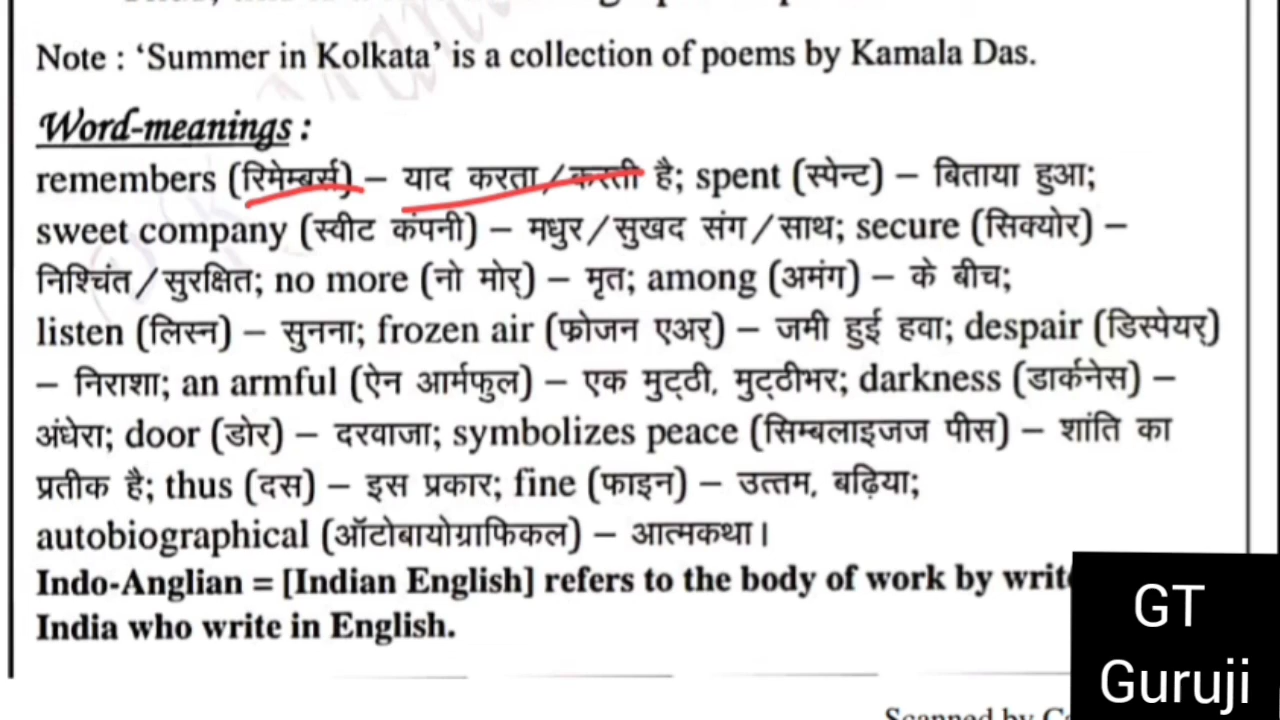 Note : ‘Summer in Kolkata’ is a collection of poems by Kamala Das.
Word-meanings :
remembers (रिमेम्बर्स) – याद करता/करती है; spent (स्पेन्ट) – बिताया हुआ;
sweet company (स्वीट कंपनी) – मधुर/सुखद संग/साथ; secure (सिक्योर) –
निश्चिंत/सुरक्षित; no more (नो मोर्) – मृत; among (अमंग) – के बीच;
listen (लिस्न) – सुनना; frozen air (फ्रोजन एअर्) – जमी हुई हवा; despair (डिस्पेयर्)
– निराशा; an armful (ऐन आर्मफुल) – एक मुट्ठी, मुट्ठीभर; darkness (डार्कनेस) –
अंधेरा; door (डोर) – दरवाजा; symbolizes peace (सिम्बलाइजज पीस) – शांति का
प्रतीक है; thus (दस) – इस प्रकार; fine (फाइन) – उत्तम, बढ़िया;
autobiographical (ऑटोबायोग्राफिकल) – आत्मकथा।
Indo-Anglian = [Indian English] refers to the body of work by
India who write in English.
GT
Guruji
Scanned by